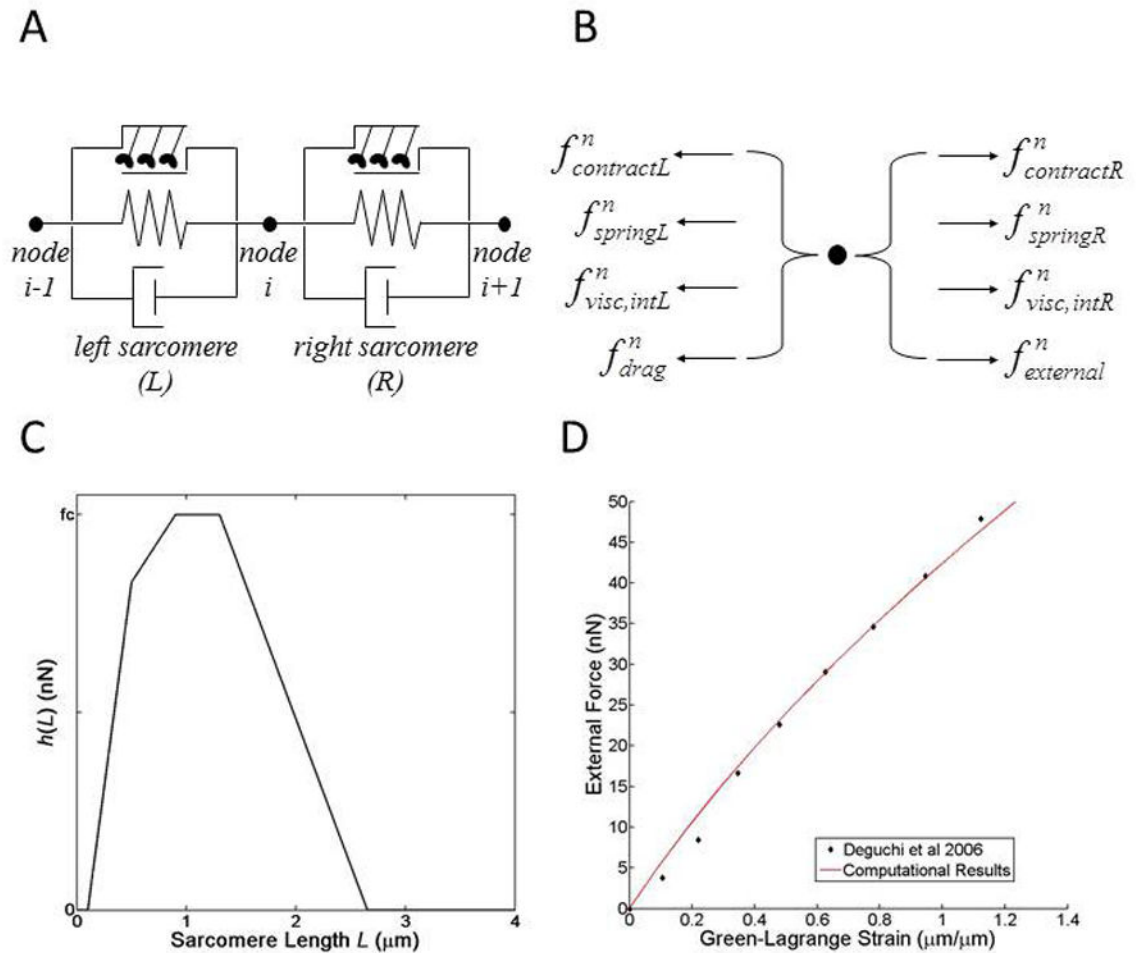 A
B
node
i-1
node
i
node
i+1
left sarcomere
(L)
right sarcomere
(R)
f^n_contractL
f^n_springL
f^n_visc,intL
f^n_drag
f^n_contractR
f^n_springR
f^n_visc,intR
f^n_external
C
D
fc
0
h(L) (nN)
0
1
2
3
4
Sarcomere Length L (μm)
50
45
40
35
30
25
20
15
10
5
0
External Force (nN)
Deguchi et al 2006
Computational Results
0
0.2
0.4
0.6
0.8
1
1.2
1.4
Green-Lagrange Strain (μm/μm)